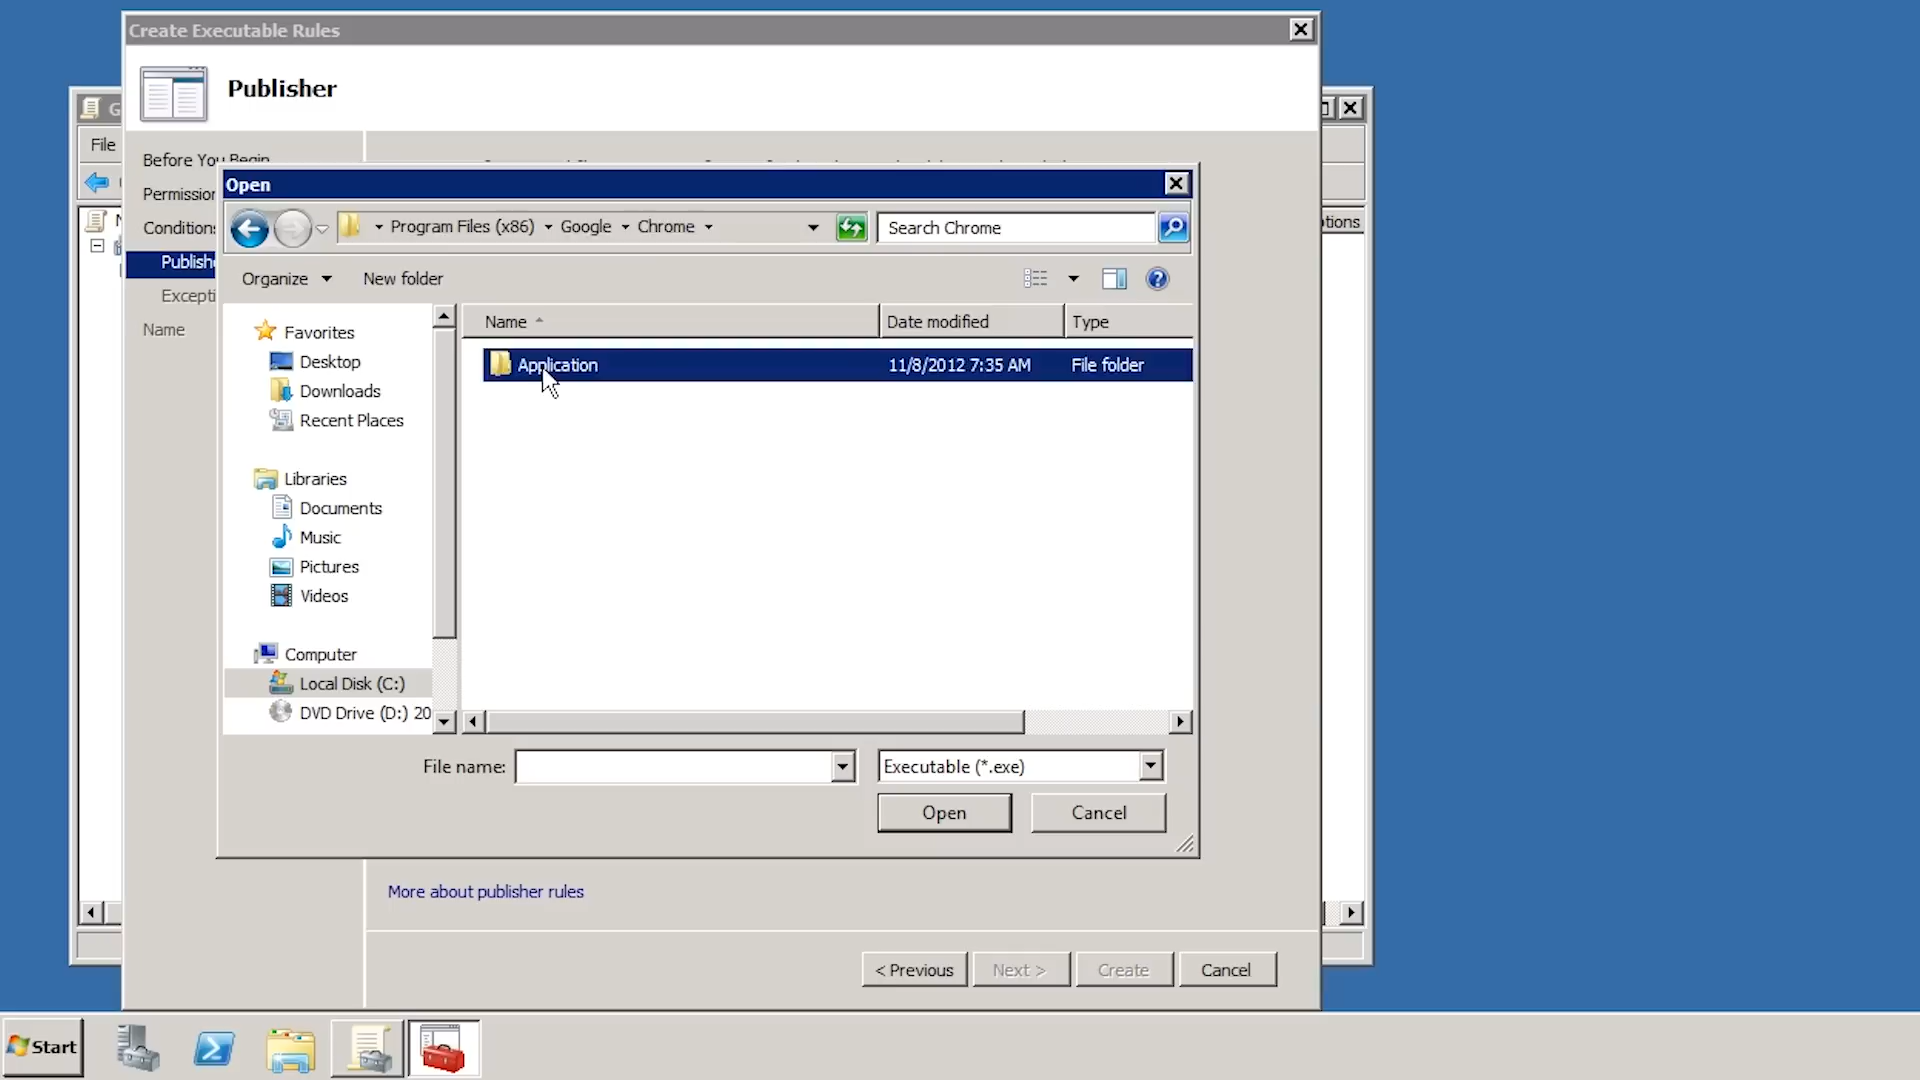 Create Executable Rules
Publisher
File
Before You Begin
Permission
Conditions
Publishe
Excepti
Name
Open
Program Files (x86) Google Chrome
Search Chrome
Organize New folder
Name Date modified Type
Application 11/8/2012 7:35 AM File folder
Favorites
Desktop
Downloads
Recent Places
Libraries
Documents
Music
Pictures
Videos
Computer
Local Disk (C:)
DVD Drive (D:) 20
File name:
Executable (*.exe)
Open Cancel
More about publisher rules
< Previous Next > Create Cancel
Start